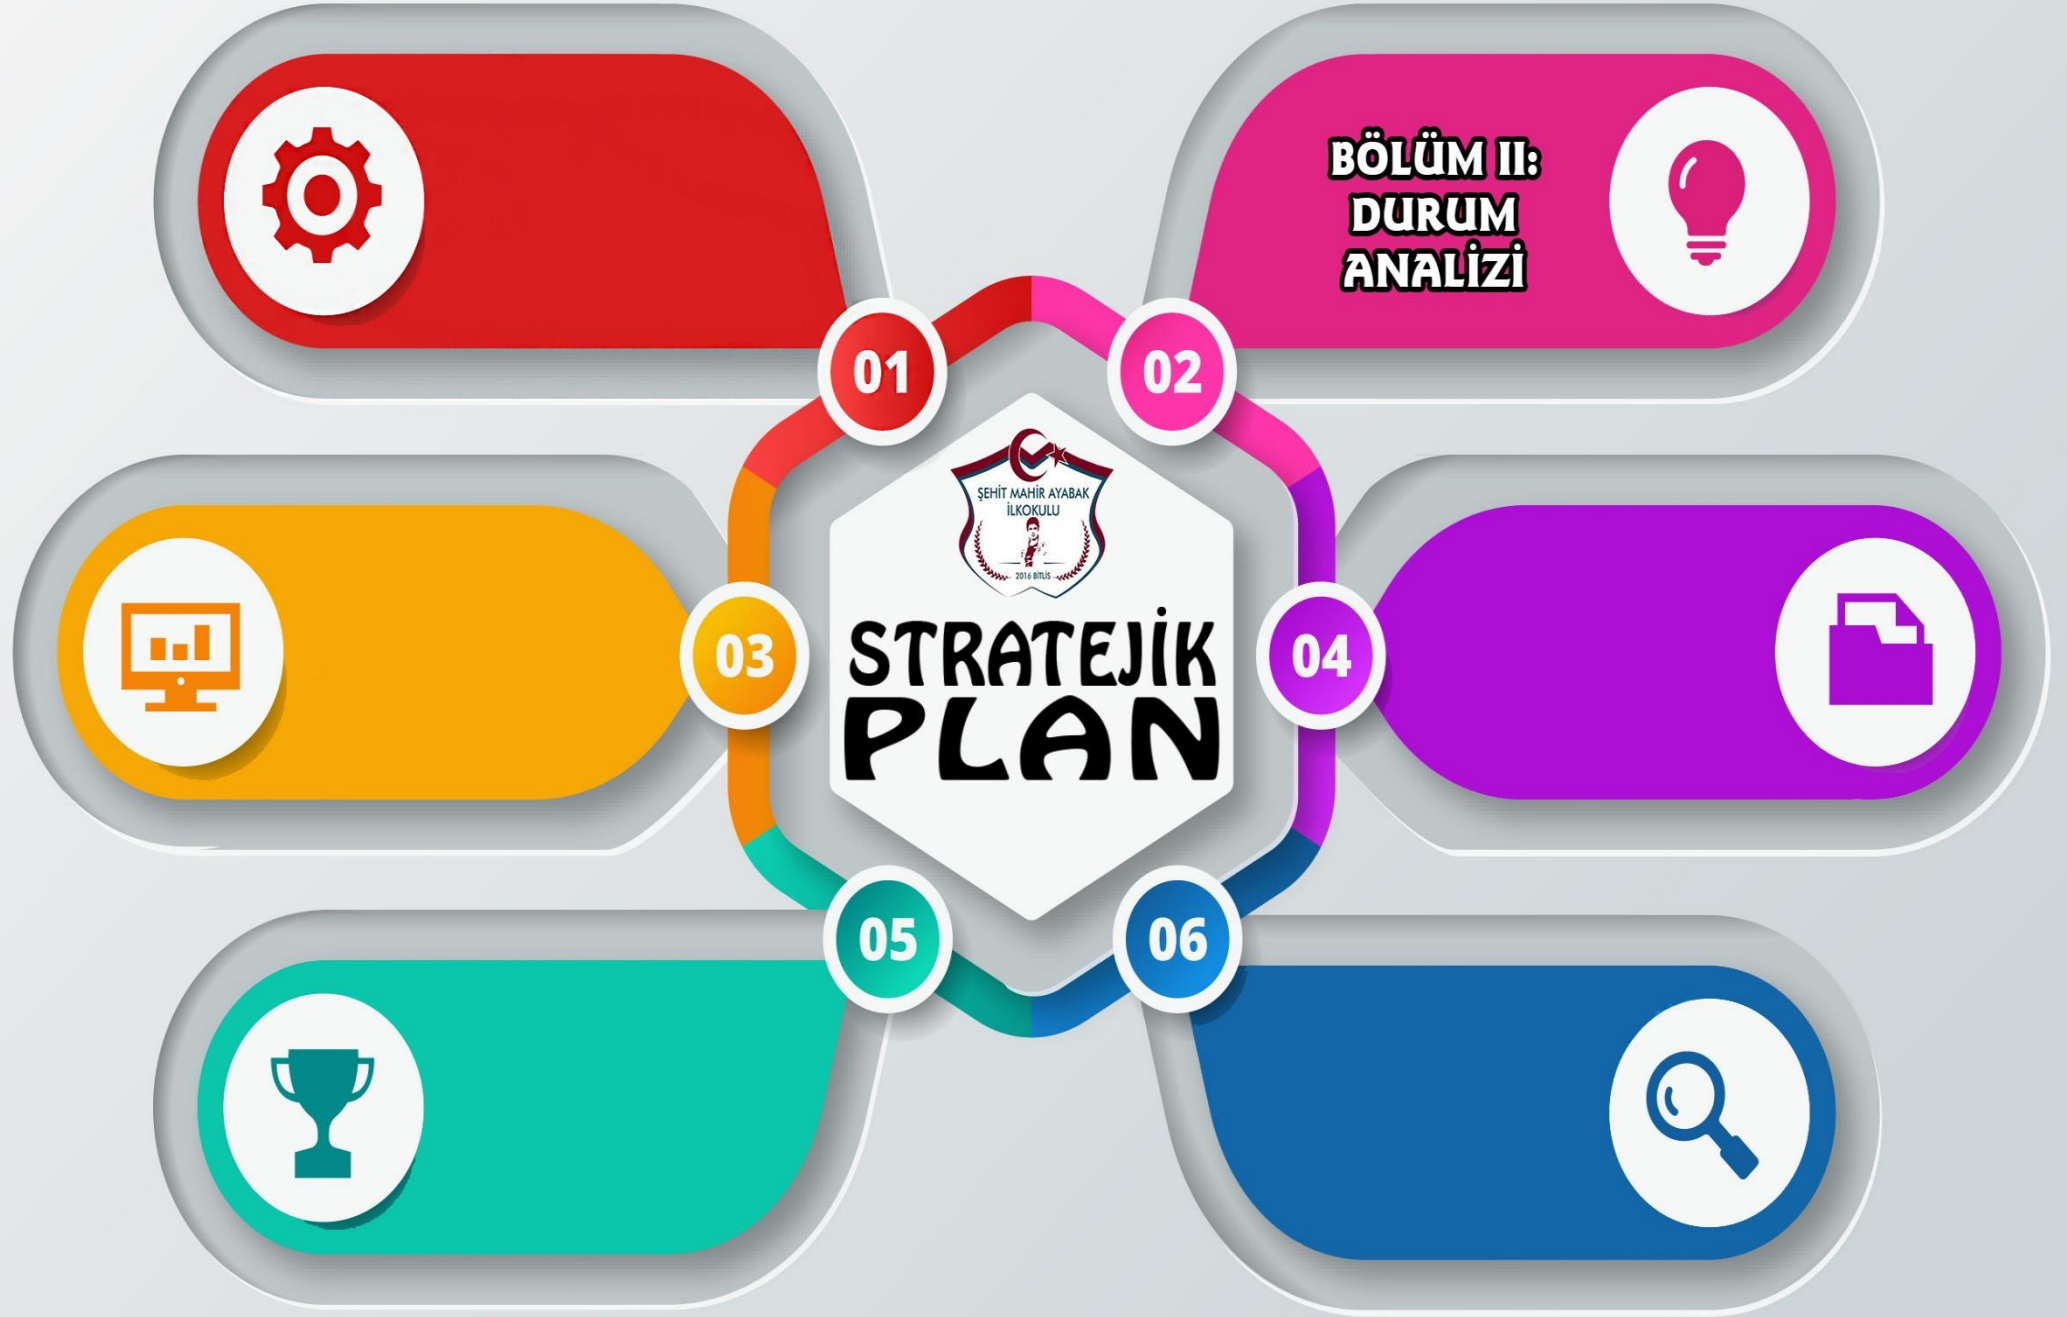 BÖLÜM II:
DURUM
ANALİZİ
01
02
ŞEHİT MAHİR AYABAK
İLKOKULU
2016 BİTLİS
STRATEJİK
PLAN
03
04
05
06